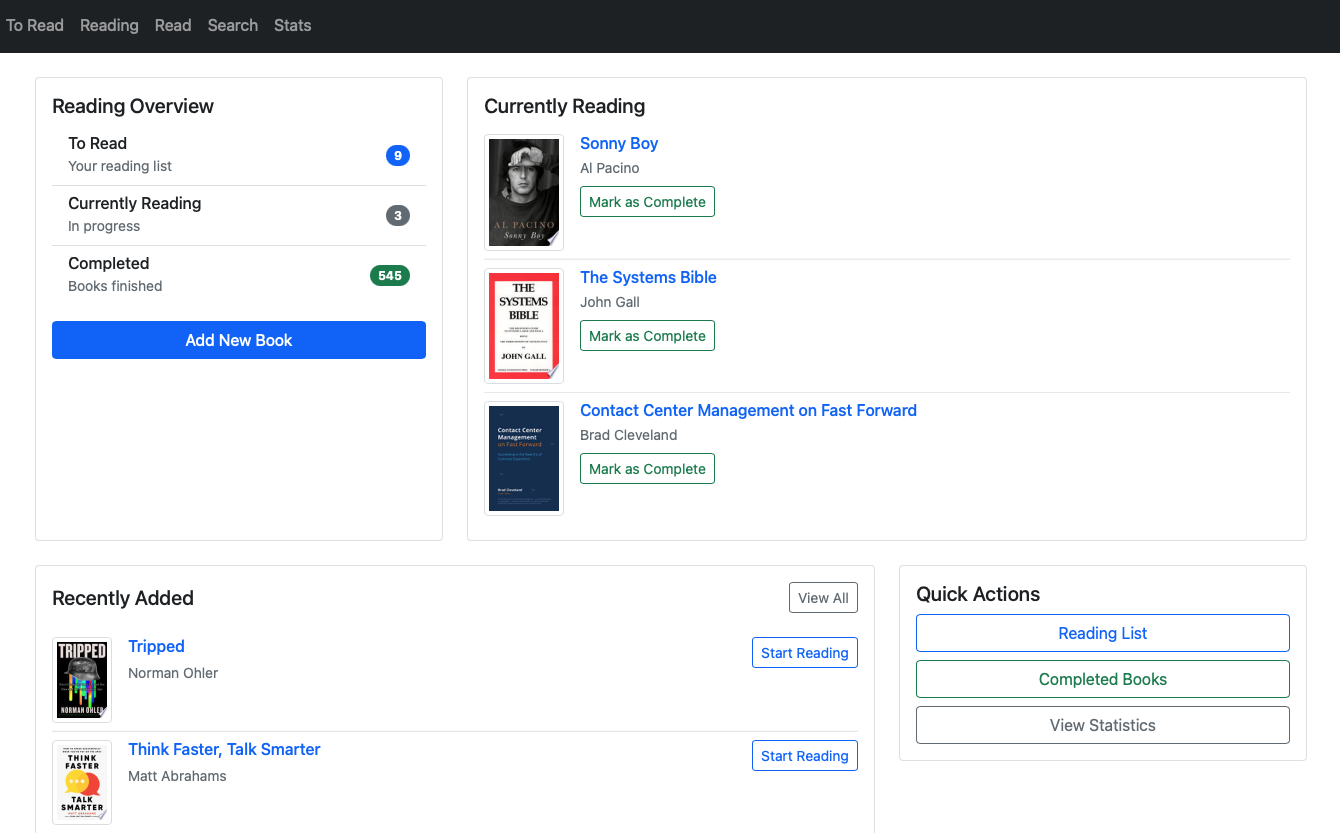 To Read Reading Read Search Stats
Reading Overview
To Read
Your reading list
9
Currently Reading
In progress
3
Completed
Books finished
545
Add New Book
Currently Reading
AL PACINO
Sonny Boy
Sonny Boy
Al Pacino
Mark as Complete
THE
SYSTEMS
BIBLE
JOHN GALL
The Systems Bible
John Gall
Mark as Complete
Contact Center
Management
on Fast Forward
Brad Cleveland
Contact Center Management on Fast Forward
Brad Cleveland
Mark as Complete
Recently Added
View All
TRIPPED
NORMAN OHLER
Tripped
Norman Ohler
Start Reading
THINK
FASTER
TALK
SMARTER
MATT ABRAHAMS
Think Faster, Talk Smarter
Matt Abrahams
Start Reading
Quick Actions
Reading List
Completed Books
View Statistics